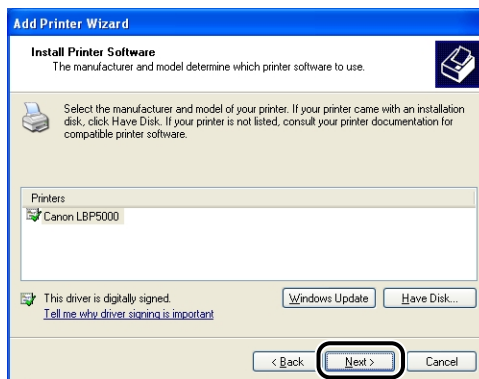 Add Printer Wizard
Install Printer Software
The manufacturer and model determine which printer software to use.
Select the manufacturer and model of your printer. If your printer came with an installation
disk, click Have Disk. If your printer is not listed, consult your printer documentation for
compatible printer software.
Printers
Canon LBP5000
This driver is digitally signed.
Tell me why driver signing is important
Windows Update
Have Disk...
< Back
Next >
Cancel